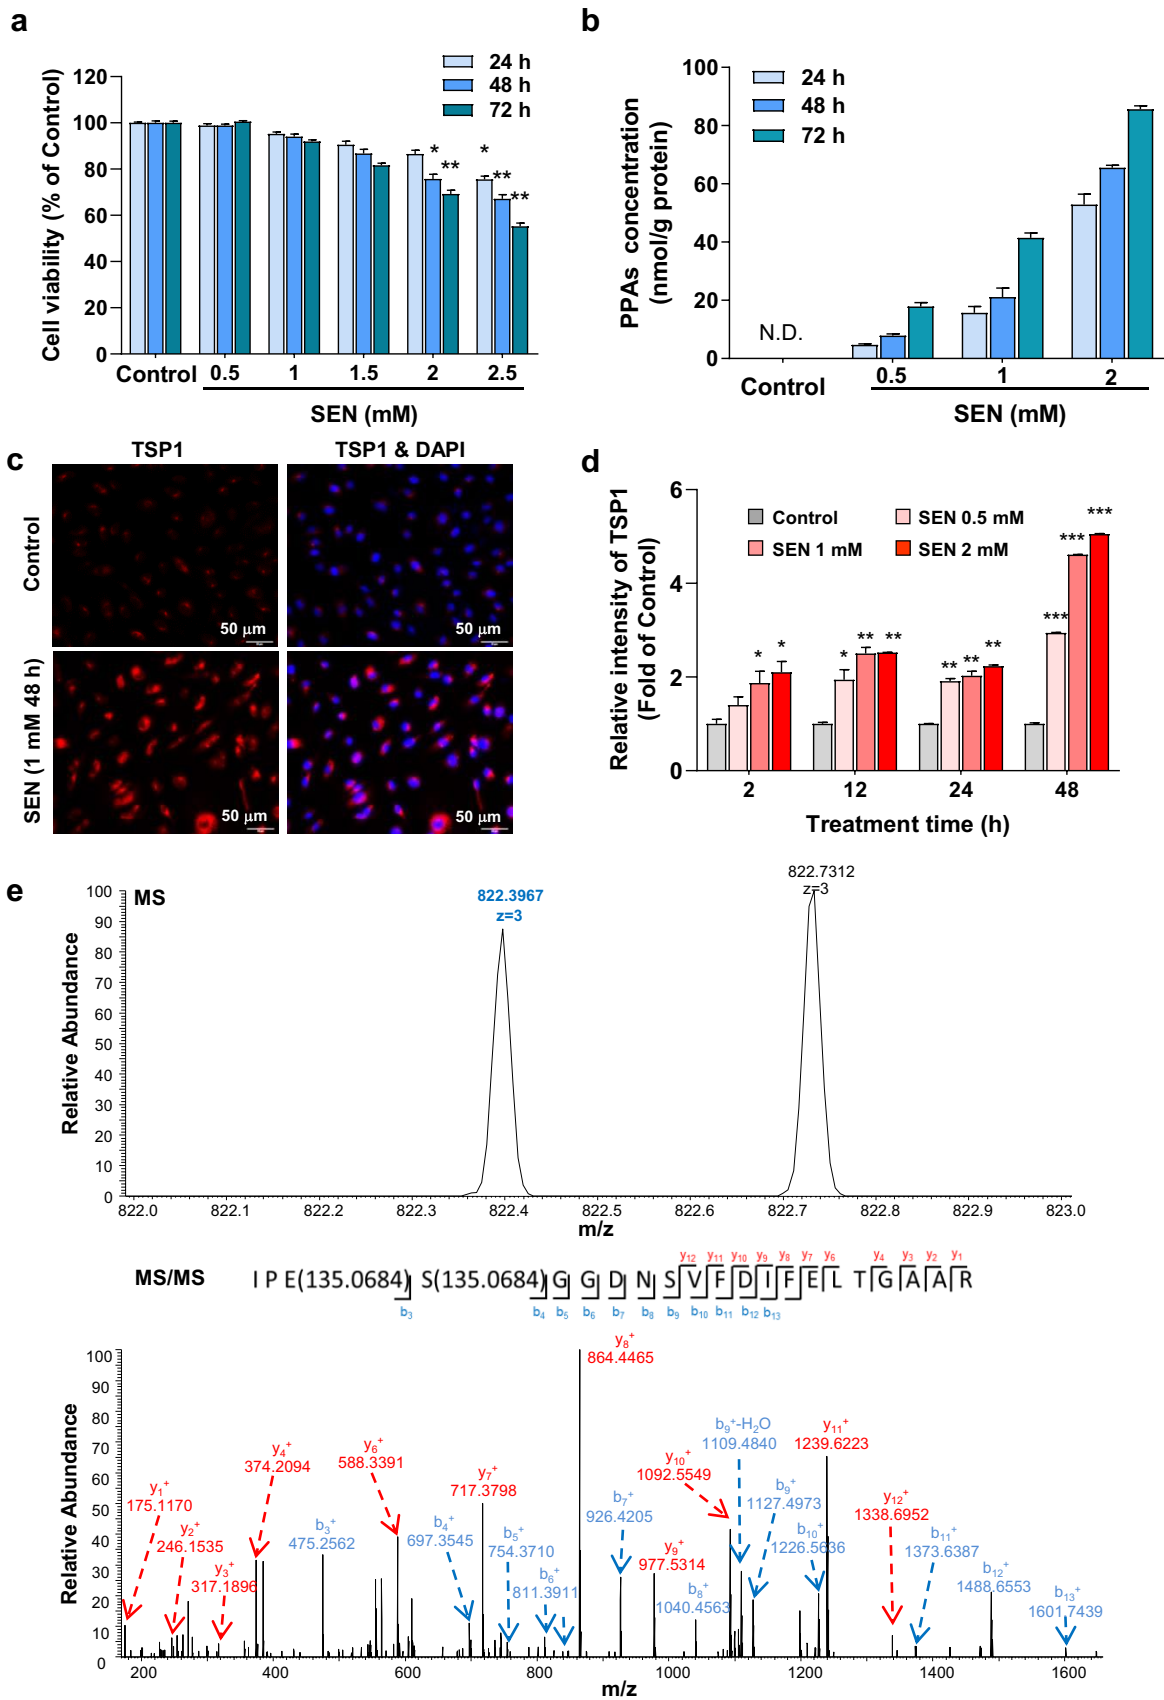 a
Cell viability (% of Control)
120
100
80
60
40
20
0
24 h
48 h
72 h
*
**
*
**
**
Control
0.5
1
1.5
2
2.5
SEN (mM)
b
PPAs concentration
(nmol/g protein)
100
80
60
40
20
0
24 h
48 h
72 h
N.D.
Control
0.5
1
2
SEN (mM)
c
TSP1
TSP1 & DAPI
Control
50 μm
50 μm
SEN (1 mM 48 h)
50 μm
50 μm
d
Relative intensity of TSP1
(Fold of Control)
6
4
2
0
Control
SEN 0.5 mM
SEN 1 mM
SEN 2 mM
*
*
*
**
**
**
**
**
***
***
***
2
12
24
48
Treatment time (h)
e
MS
Relative Abundance
100
90
80
70
60
50
40
30
20
10
0
822.3967
z=3
822.7312
z=3
822.0
822.1
822.2
822.3
822.4
822.5
822.6
822.7
822.8
822.9
823.0
m/z
MS/MS
y12 y11 y10 y9 y8 y7 y6 y4 y3 y2 y1
I P E(135.0684) S(135.0684) G G D N S V F D I F E L T G A A R
b3 b4 b5 b6 b7 b8 b9 b10 b11 b12 b13
Relative Abundance
100
90
80
70
60
50
40
30
20
10
0
y1+
175.1170
y2+
246.1535
y3+
317.1896
y4+
374.2094
b3+
475.2562
y6+
588.3391
b4+
697.3545
y7+
717.3798
b5+
754.3710
b6+
811.3911
y8+
864.4465
b7+
926.4205
y9+
977.5314
b8+
1040.4563
y10+
1092.5549
b9+-H2O
1109.4840
b9+
1127.4973
b10+
1226.5636
y11+
1239.6223
y12+
1338.6952
b11+
1373.6387
b12+
1488.6553
b13+
1601.7439
200
400
600
800
1000
1200
1400
1600
m/z